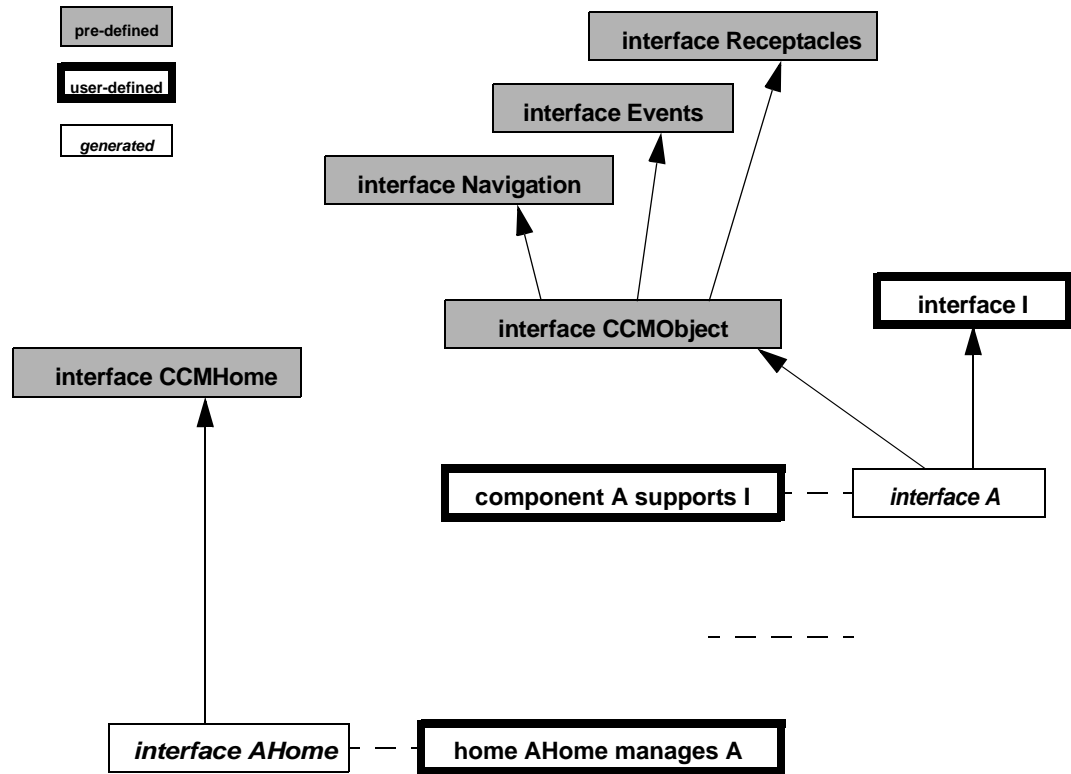 pre-defined
user-defined
generated
interface Receptacles
interface Events
interface Navigation
interface I
interface CCMObject
interface CCMHome
component A supports I
interface A
interface AHome
home AHome manages A